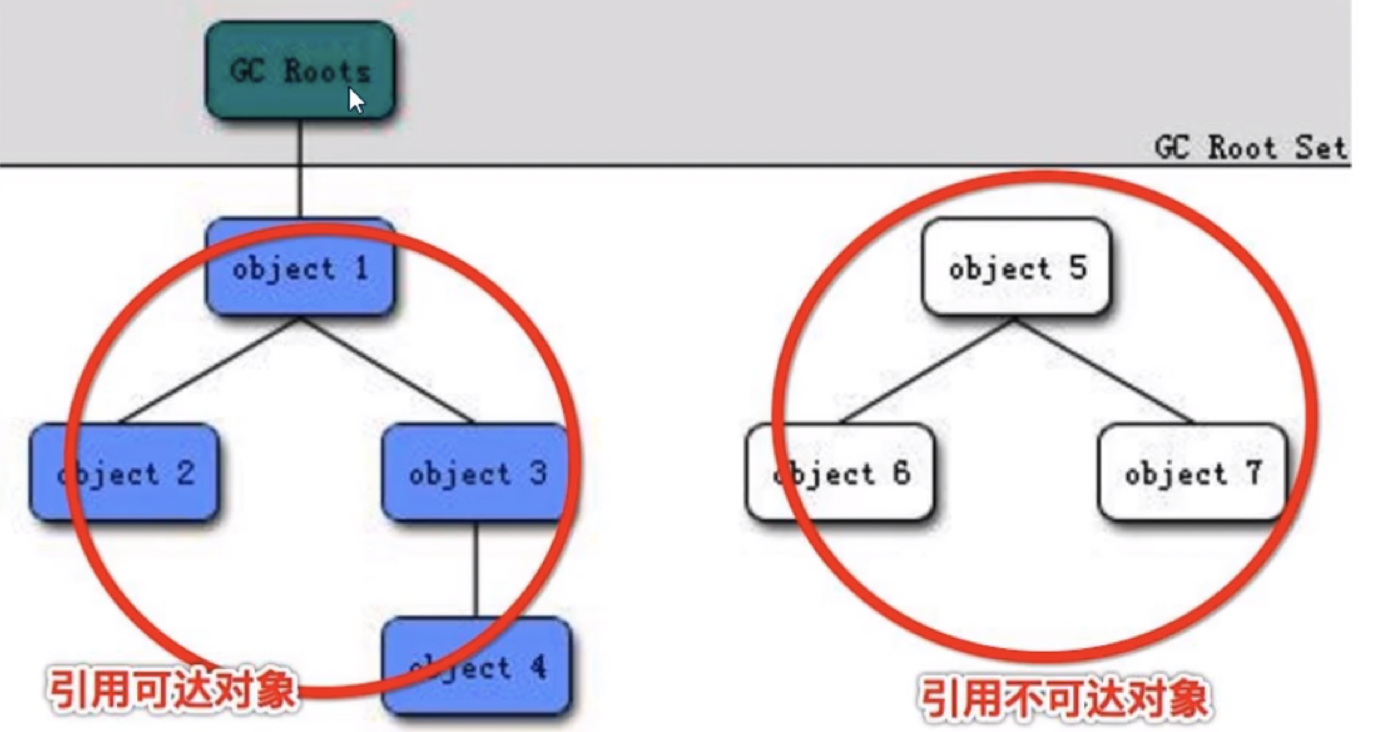 GC Roots
GC Root Set
object 1
object 5
object 2
object 3
object 6
object 7
object 4
引用可达对象
引用不可达对象